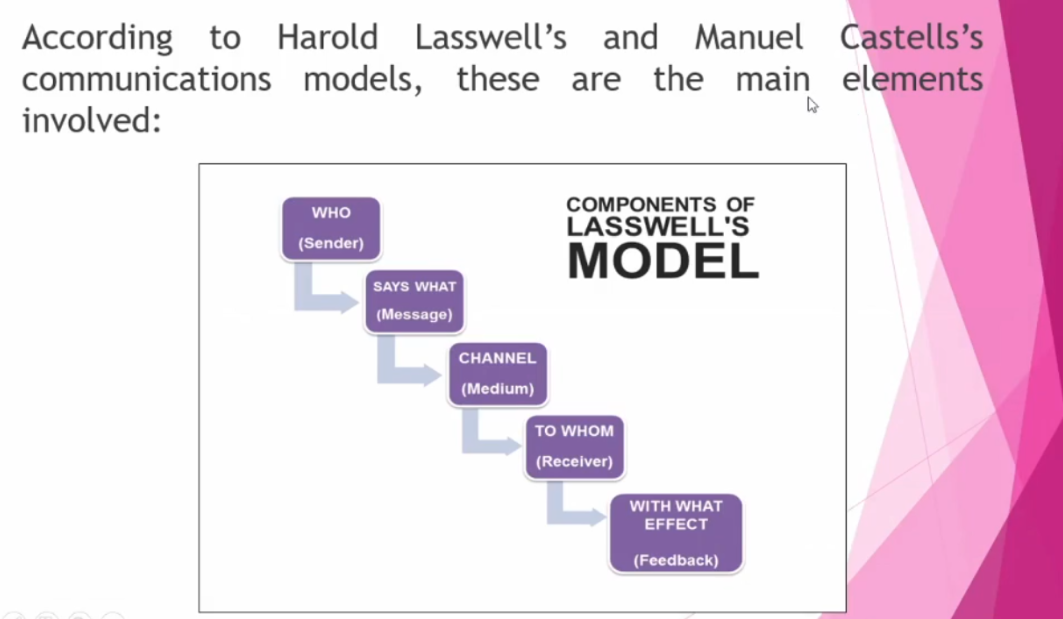 According to Harold Lasswell’s and Manuel Castells’s
communications models, these are the main elements
involved:
COMPONENTS OF
LASSWELL'S
MODEL
WHO
(Sender)
SAYS WHAT
(Message)
CHANNEL
(Medium)
TO WHOM
(Receiver)
WITH WHAT
EFFECT
(Feedback)